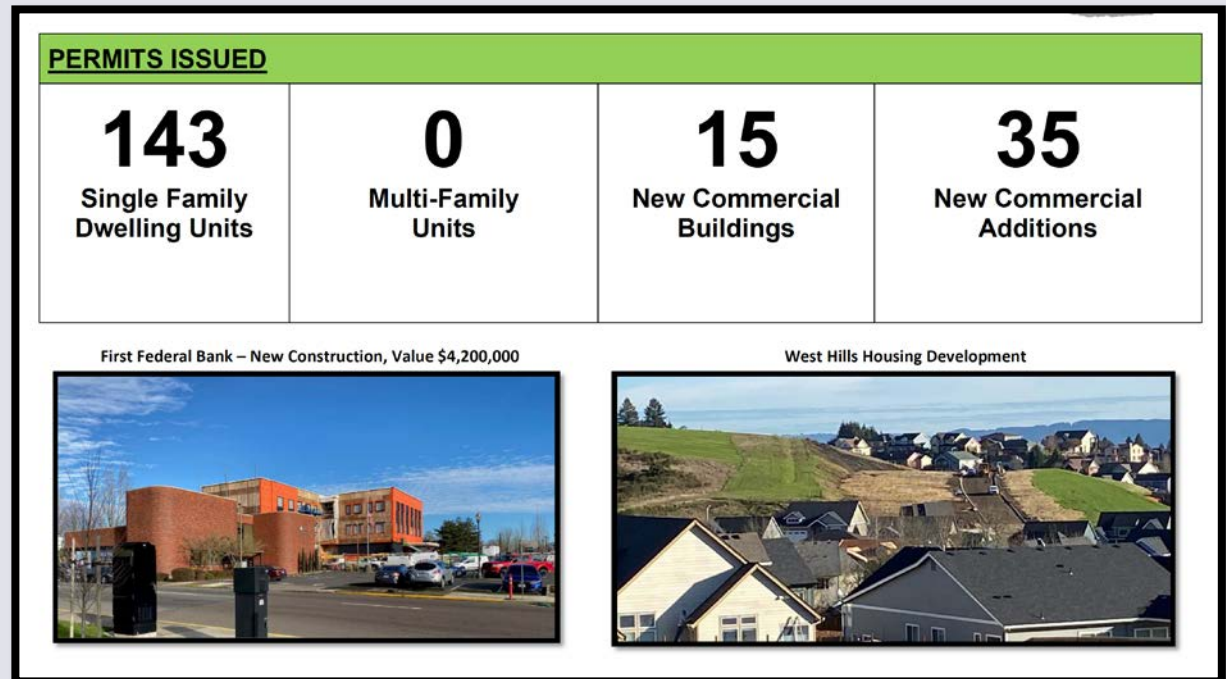 PERMITS ISSUED
143
Single Family
Dwelling Units
0
Multi-Family
Units
15
New Commercial
Buildings
35
New Commercial
Additions
First Federal Bank – New Construction, Value $4,200,000
West Hills Housing Development